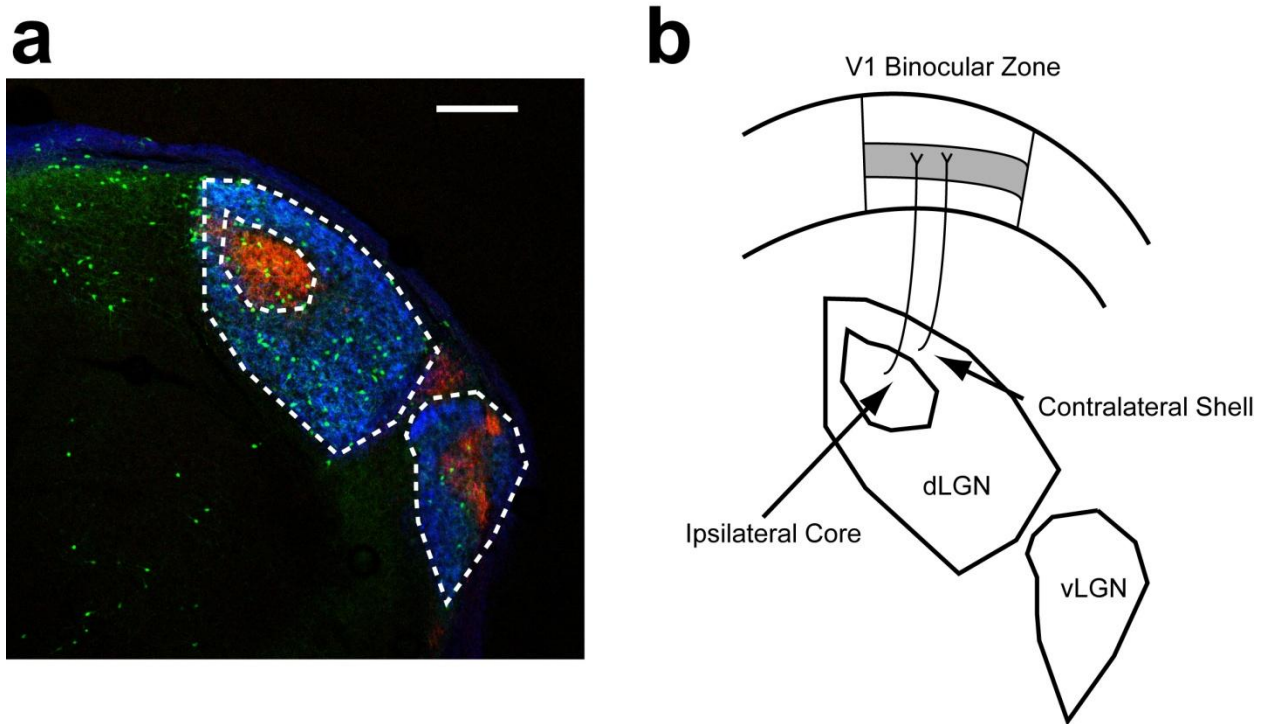 a
b
V1 Binocular Zone
Contralateral Shell
dLGN
Ipsilateral Core
vLGN